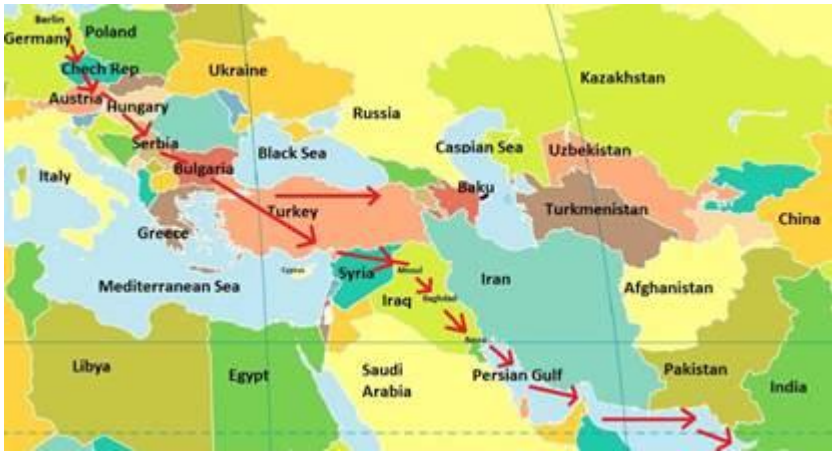 Berlin
Germany
Poland
Chech Rep
Ukraine
Kazakhstan
Austria
Hungary
Russia
Serbia
Black Sea
Caspian Sea
Uzbekistan
Italy
Bulgaria
Baku
Turkey
Turkmenistan
China
Greece
Cyprus
Syria
Mosul
Iran
Mediterranean Sea
Iraq
Baghdad
Afghanistan
Basra
Libya
Egypt
Saudi
Arabia
Persian Gulf
Pakistan
India